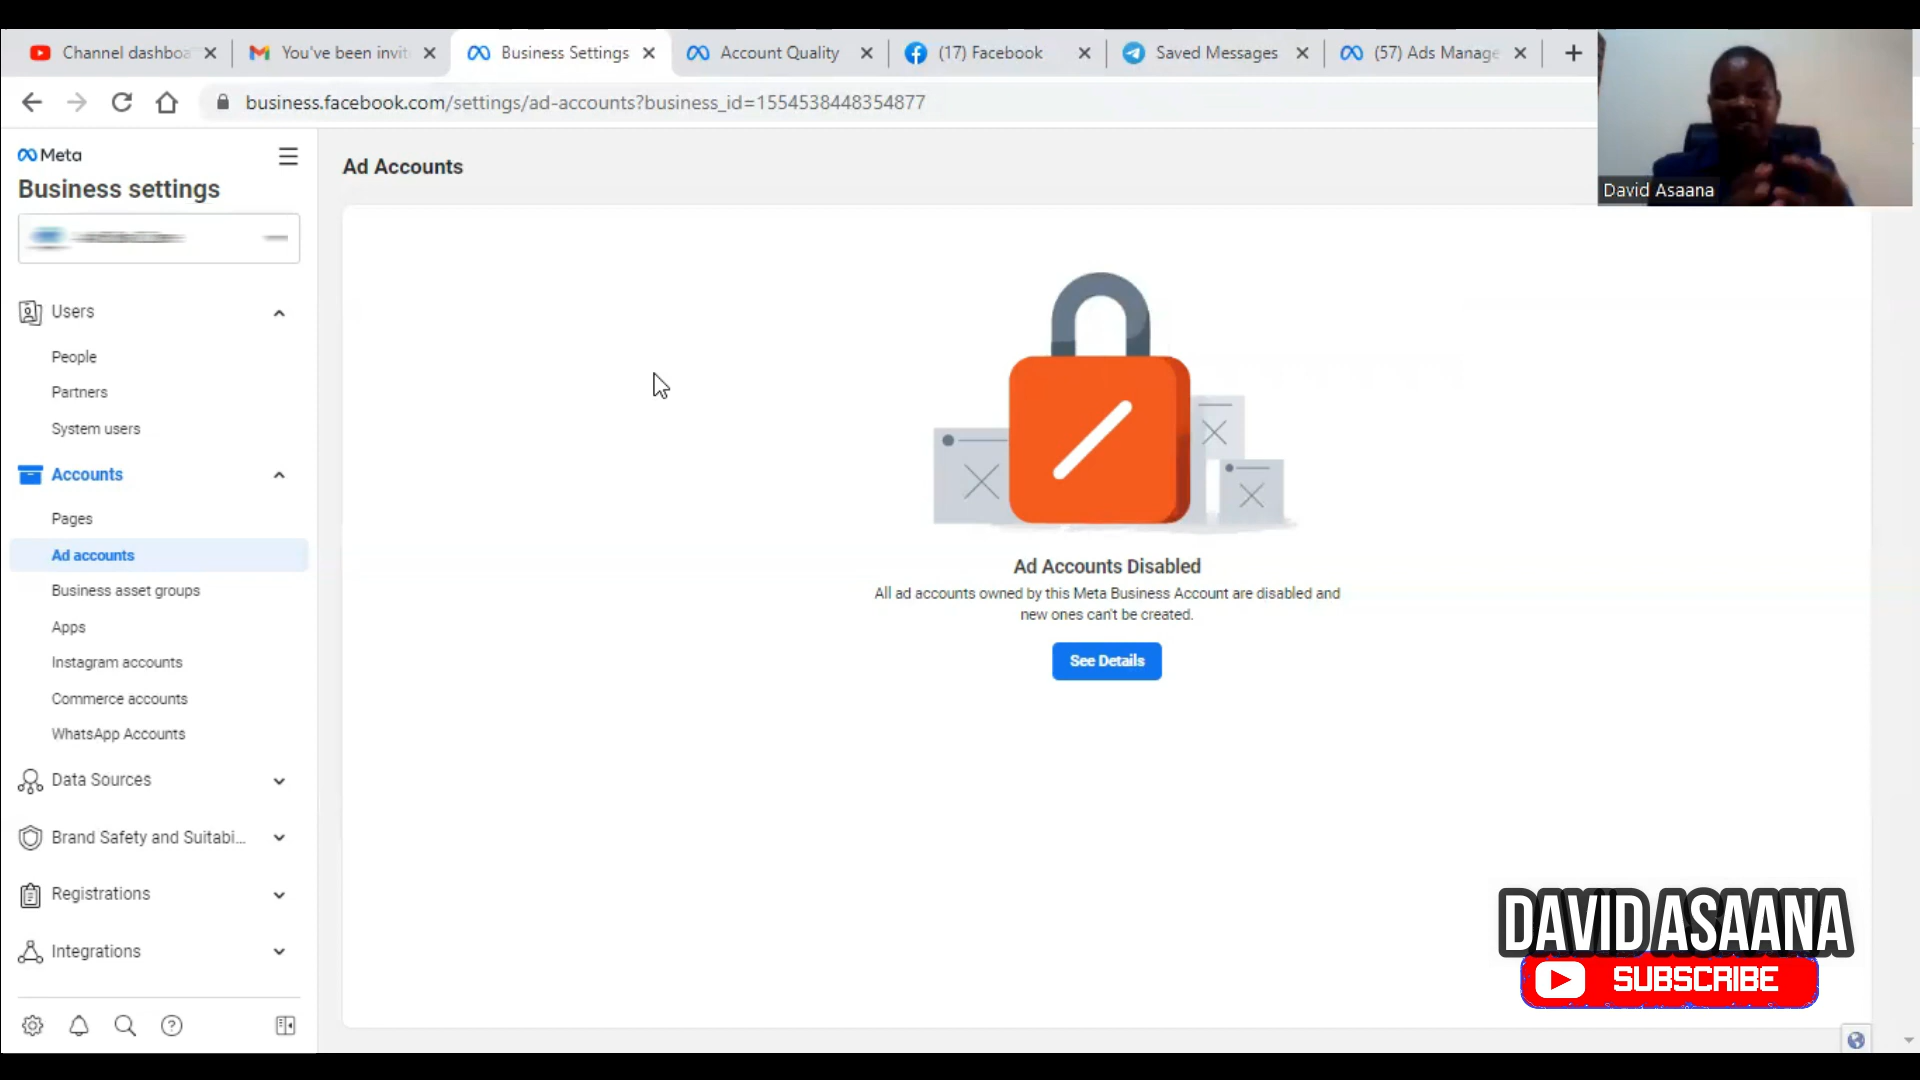 Channel dashboa
You've been invit
Business Settings
Account Quality
(17) Facebook
Saved Messages
(57) Ads Manage
business.facebook.com/settings/ad-accounts?business_id=1554538448354877
David Asaana
Meta
Business settings
Ad Accounts
Users
People
Partners
System users
Accounts
Pages
Ad accounts
Business asset groups
Apps
Instagram accounts
Commerce accounts
WhatsApp Accounts
Data Sources
Brand Safety and Suitabi...
Registrations
Integrations
Ad Accounts Disabled
All ad accounts owned by this Meta Business Account are disabled and
new ones can't be created.
See Details
DAVID ASAANA
SUBSCRIBE